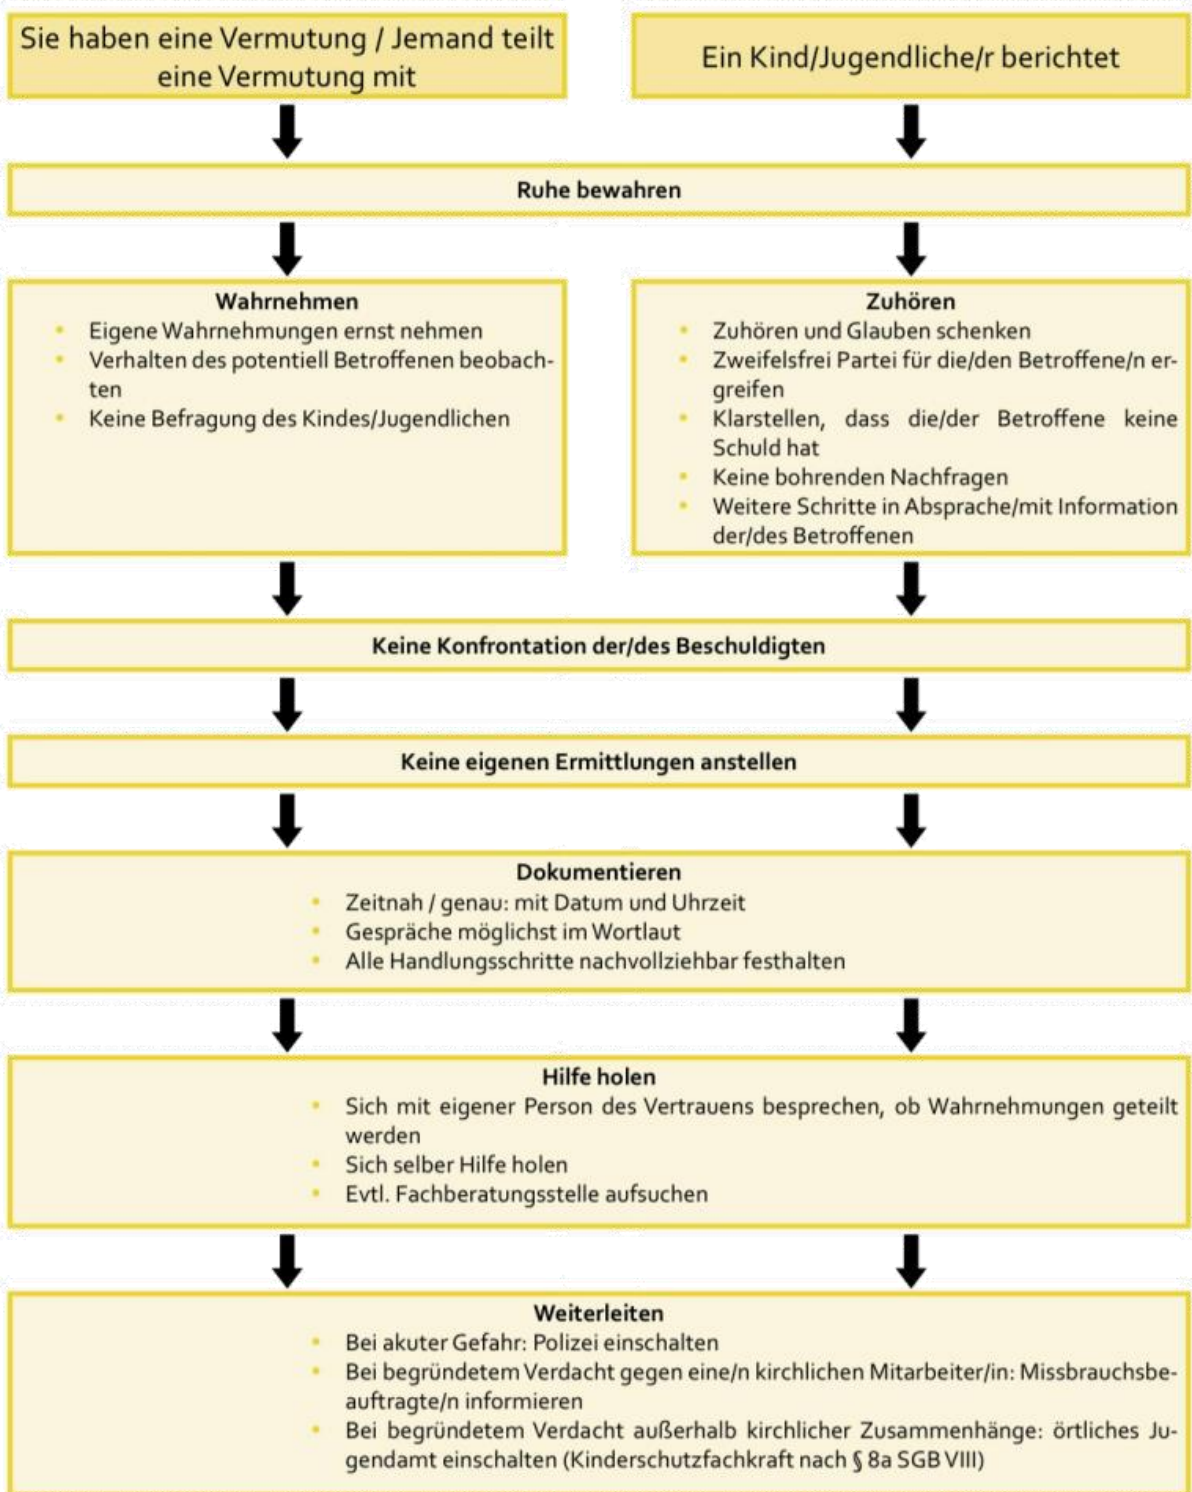 Sie haben eine Vermutung / Jemand teilt
eine Vermutung mit
Ein Kind/Jugendliche/r berichtet
Ruhe bewahren
Wahrnehmen
• Eigene Wahrnehmungen ernst nehmen
• Verhalten des potentiell Betroffenen beobach-
ten
• Keine Befragung des Kindes/Jugendlichen
Zuhören
• Zuhören und Glauben schenken
• Zweifelsfrei Partei für die/den Betroffene/n er-
greifen
• Klarstellen, dass die/der Betroffene keine
Schuld hat
• Keine bohrenden Nachfragen
• Weitere Schritte in Absprache/mit Information
der/des Betroffenen
Keine Konfrontation der/des Beschuldigten
Keine eigenen Ermittlungen anstellen
Dokumentieren
• Zeitnah / genau: mit Datum und Uhrzeit
• Gespräche möglichst im Wortlaut
• Alle Handlungsschritte nachvollziehbar festhalten
Hilfe holen
• Sich mit eigener Person des Vertrauens besprechen, ob Wahrnehmungen geteilt
werden
• Sich selber Hilfe holen
• Evtl. Fachberatungsstelle aufsuchen
Weiterleiten
• Bei akuter Gefahr: Polizei einschalten
• Bei begründetem Verdacht gegen eine/n kirchlichen Mitarbeiter/in: Missbrauchsbe-
auftragte/n informieren
• Bei begründetem Verdacht außerhalb kirchlicher Zusammenhänge: örtliches Ju-
gendamt einschalten (Kinderschutzfachkraft nach § 8a SGB VIII)